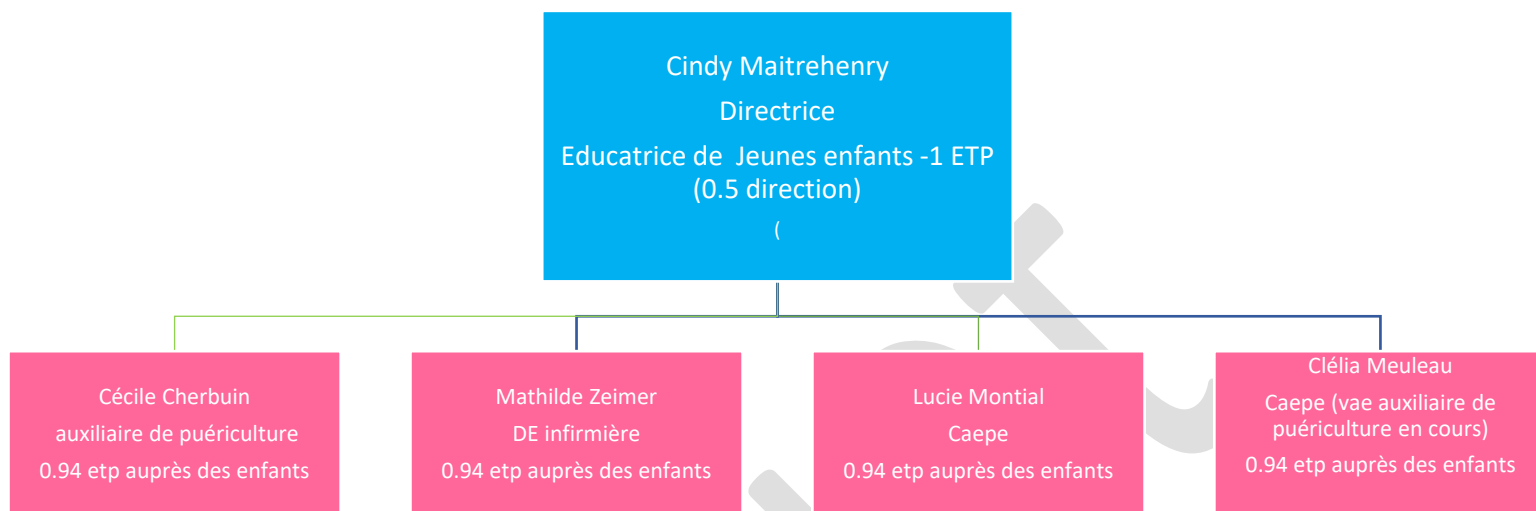 Cindy Maitrehenry
Directrice
Educatrice de Jeunes enfants -1 ETP
(0.5 direction)
(
Cécile Cherbuin
auxiliaire de puériculture
0.94 etp auprès des enfants
Mathilde Zeimer
DE infirmière
0.94 etp auprès des enfants
Lucie Montial
Caepe
0.94 etp auprès des enfants
Clélia Meuleau
Caepe (vae auxiliaire de
puériculture en cours)
0.94 etp auprès des enfants